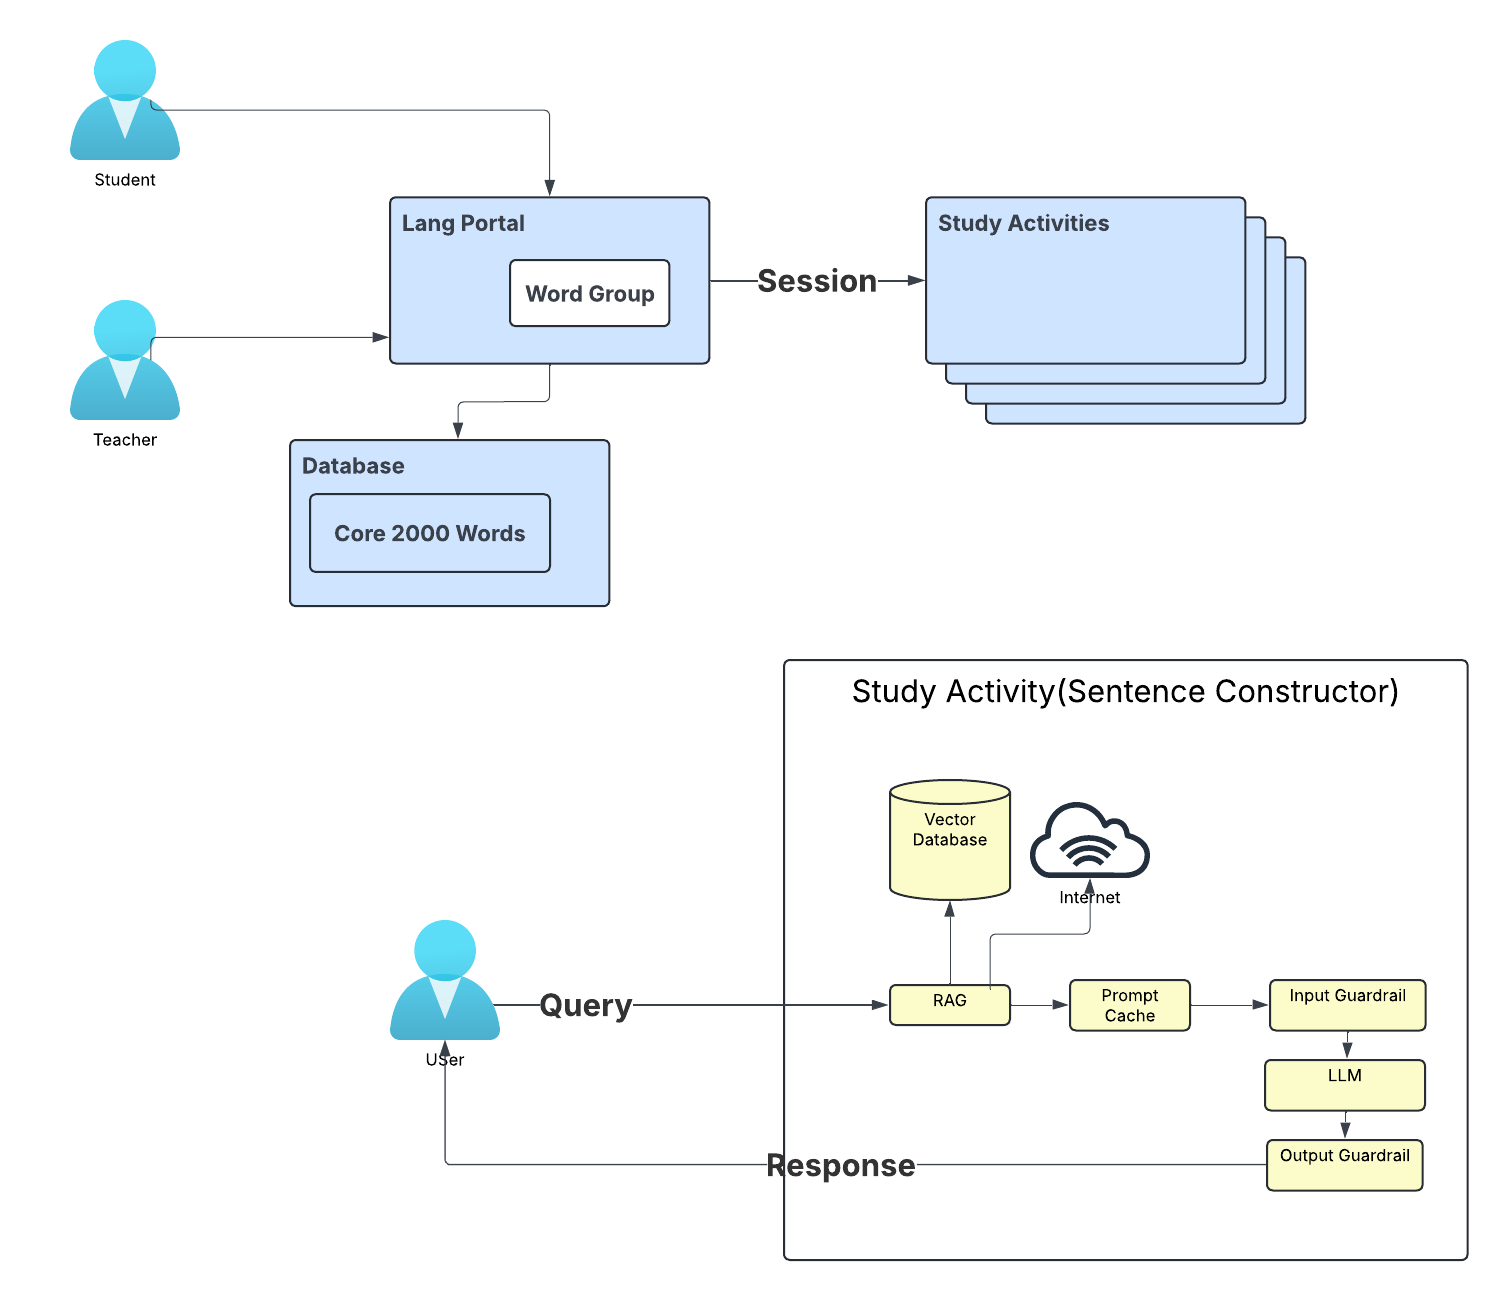 Student
Lang Portal
Word Group
Session
Study Activities
Teacher
Database
Core 2000 Words
Study Activity(Sentence Constructor)
Vector
Database
Internet
Query
RAG
Prompt
Cache
Input Guardrail
USer
LLM
Response
Output Guardrail